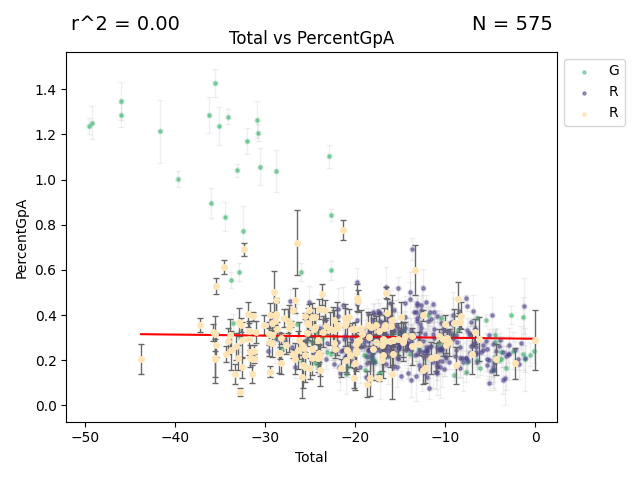 r^2 = 0.00
N = 575
Total vs PercentGpA
G
R
R
PercentGpA
1.4
1.2
1.0
0.8
0.6
0.4
0.2
0.0
−50
−40
−30
−20
−10
0
Total